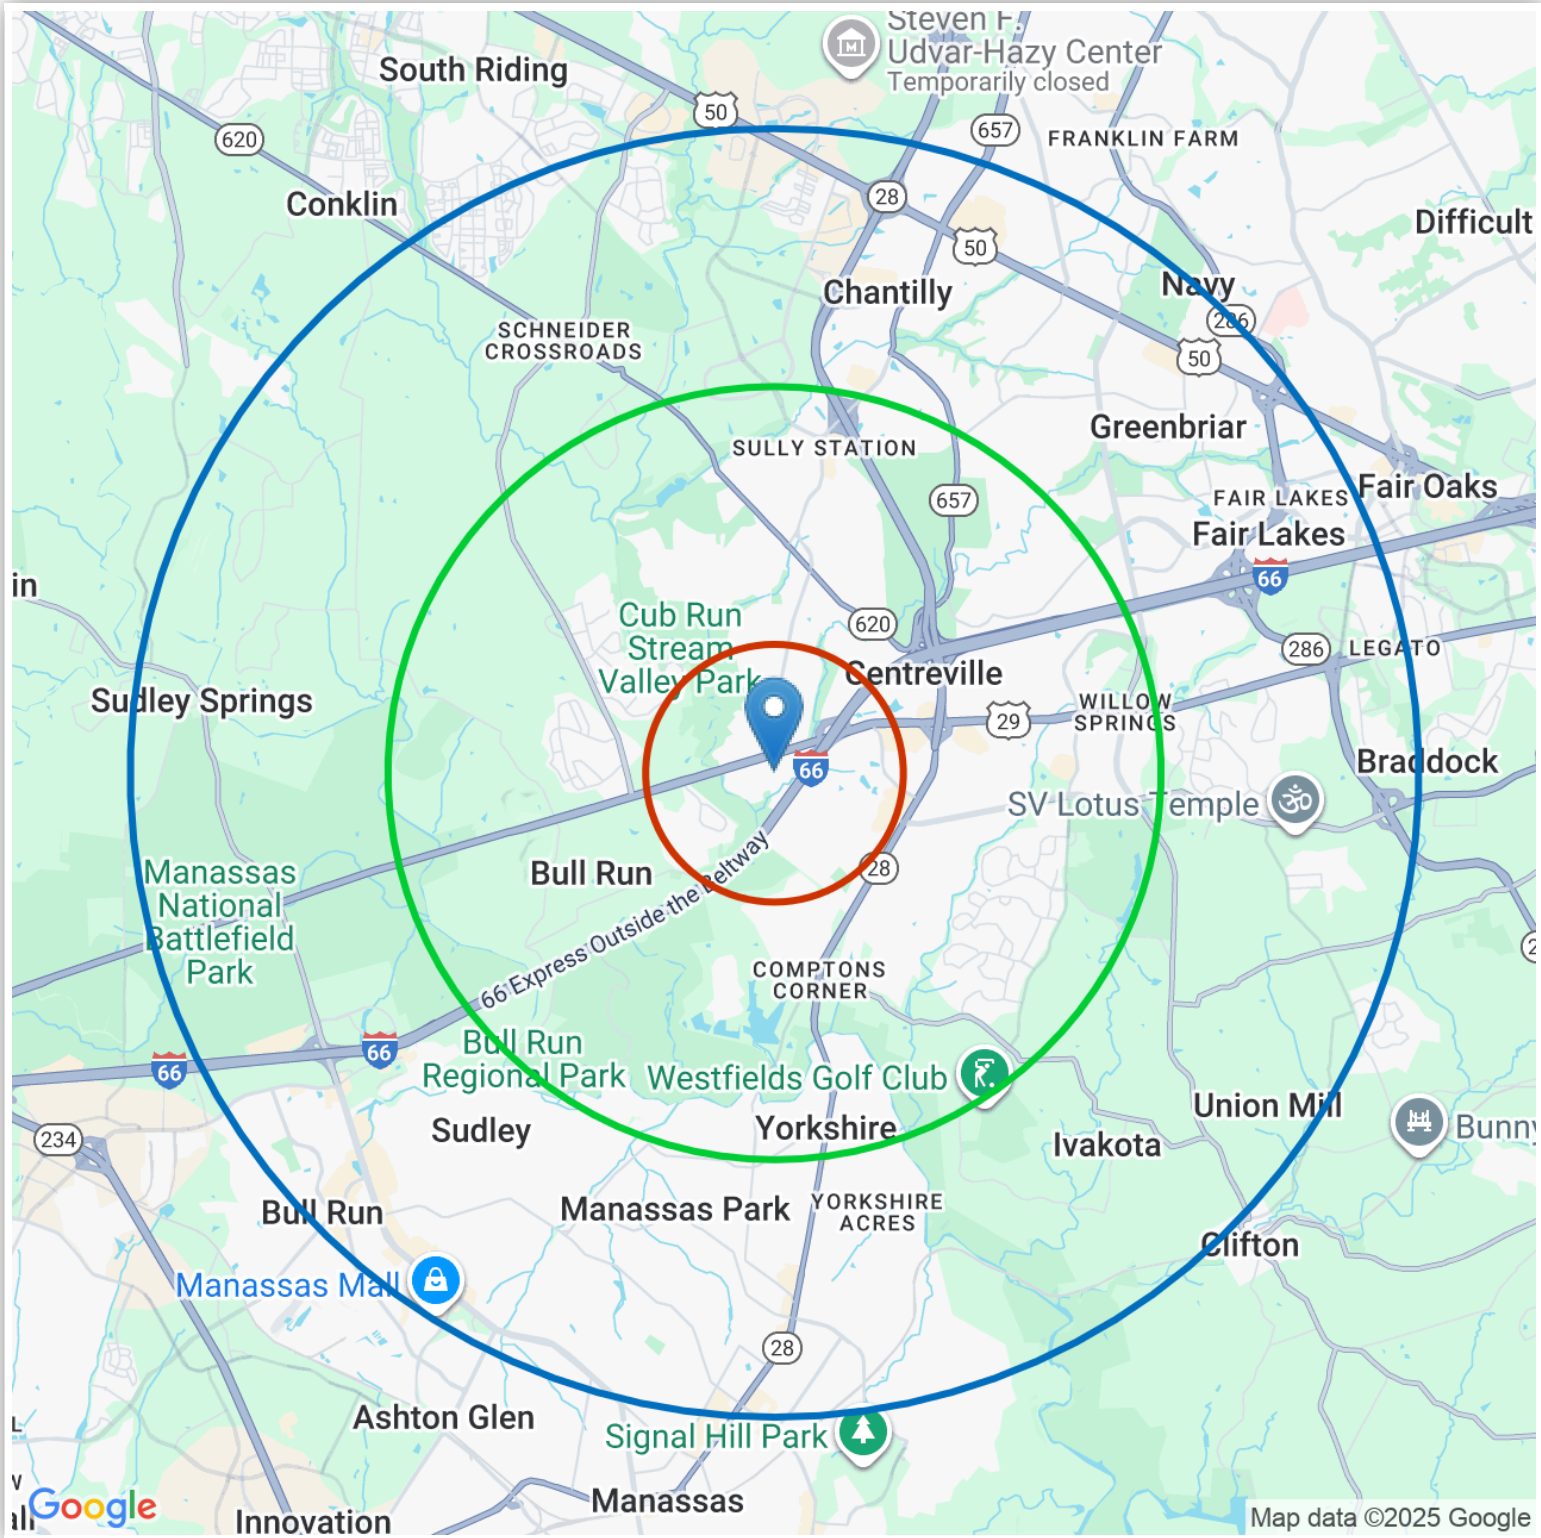 Steven F.
Udvar-Hazy Center
Temporarily closed
South Riding
50
620
657
FRANKLIN FARM
Conklin
28
Difficult
50
Navy
Chantilly
286
SCHNEIDER
CROSSROADS
50
Greenbriar
SULLY STATION
Fair Oaks
FAIR LAKES
657
Fair Lakes
66
in
Cub Run
Stream
Valley Park
620
286
LEGATO
Centreville
Sudley Springs
WILLOW
SPRINGS
29
66
Braddock
SV Lotus Temple
Bull Run
28
66 Express Outside the Beltway
Manassas
National
Battlefield
Park
COMPTONS
CORNER
2
Bull Run
Regional Park
66
66
Westfields Golf Club
Union Mill
Bunny
Sudley
Yorkshire
Ivakota
234
Bull Run
Manassas Park
YORKSHIRE
ACRES
Clifton
Manassas Mall
28
Ashton Glen
Signal Hill Park
Manassas
Innovation
all
Google
Map data ©2025 Google